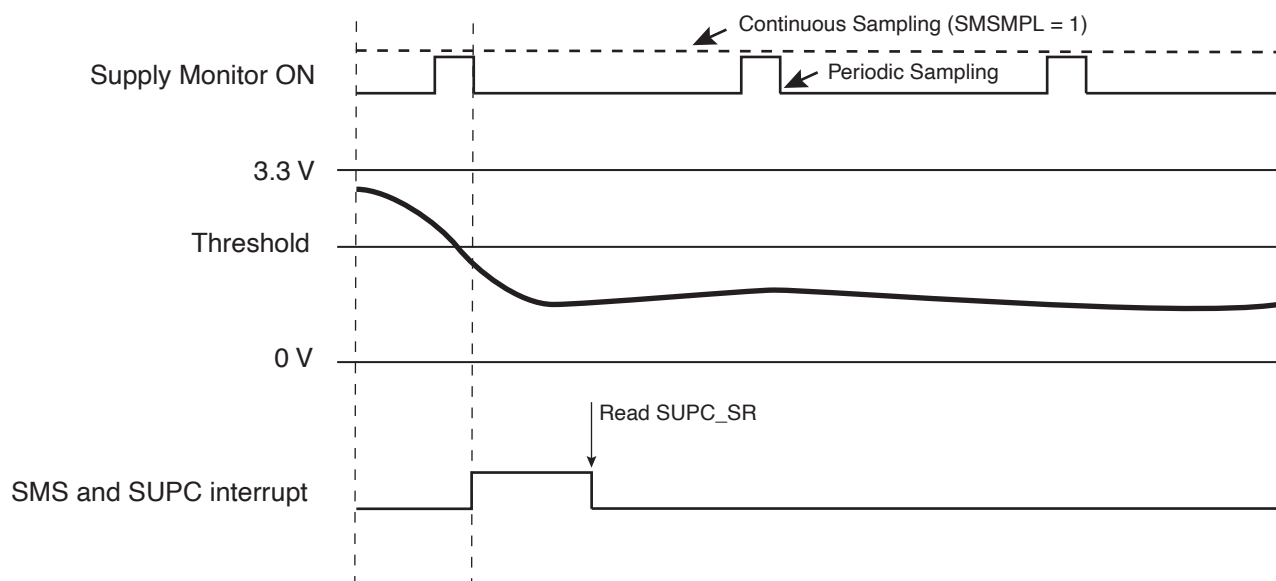 Continuous Sampling (SMSMPL = 1)
Supply Monitor ON
Periodic Sampling
3.3 V
Threshold
0 V
Read SUPC_SR
SMS and SUPC interrupt